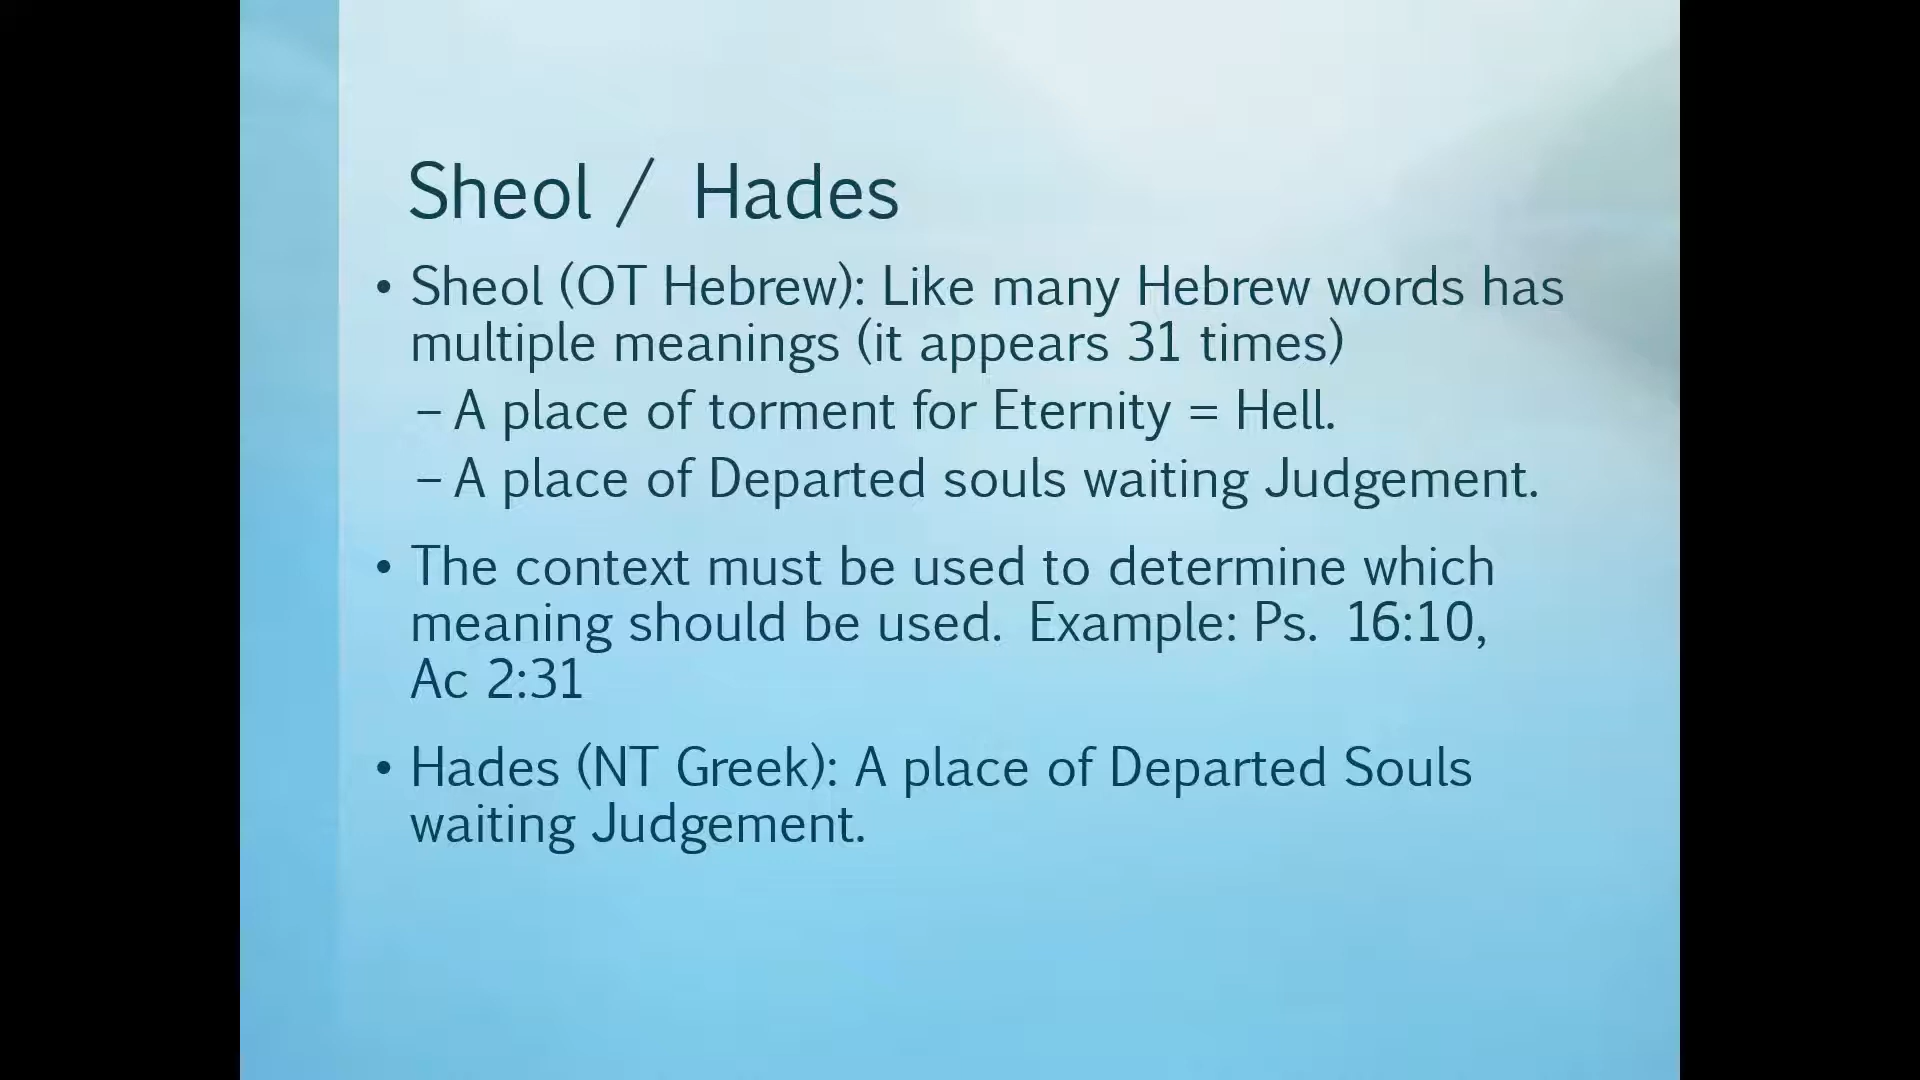 Sheol / Hades
• Sheol (OT Hebrew): Like many Hebrew words has
multiple meanings (it appears 31 times)
– A place of torment for Eternity = Hell.
– A place of Departed souls waiting Judgement.
• The context must be used to determine which
meaning should be used. Example: Ps. 16:10,
Ac 2:31
• Hades (NT Greek): A place of Departed Souls
waiting Judgement.